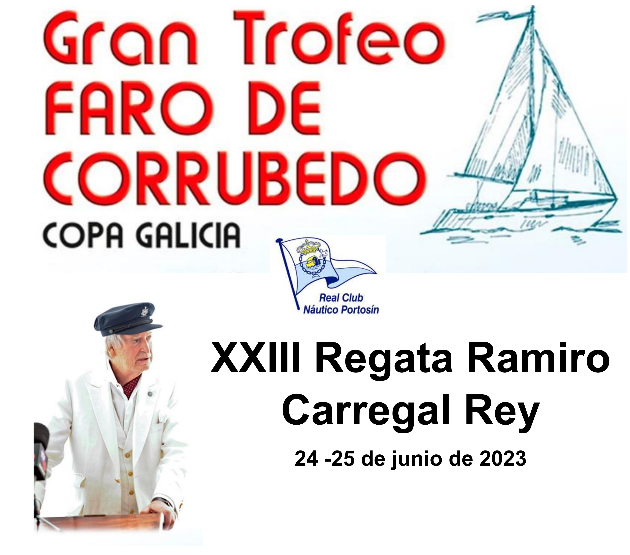 Gran Trofeo
FARO DE
CORRUBEDO
COPA GALICIA
Real Club
Náutico Portosín
XXIII Regata Ramiro
Carregal Rey
24 -25 de junio de 2023